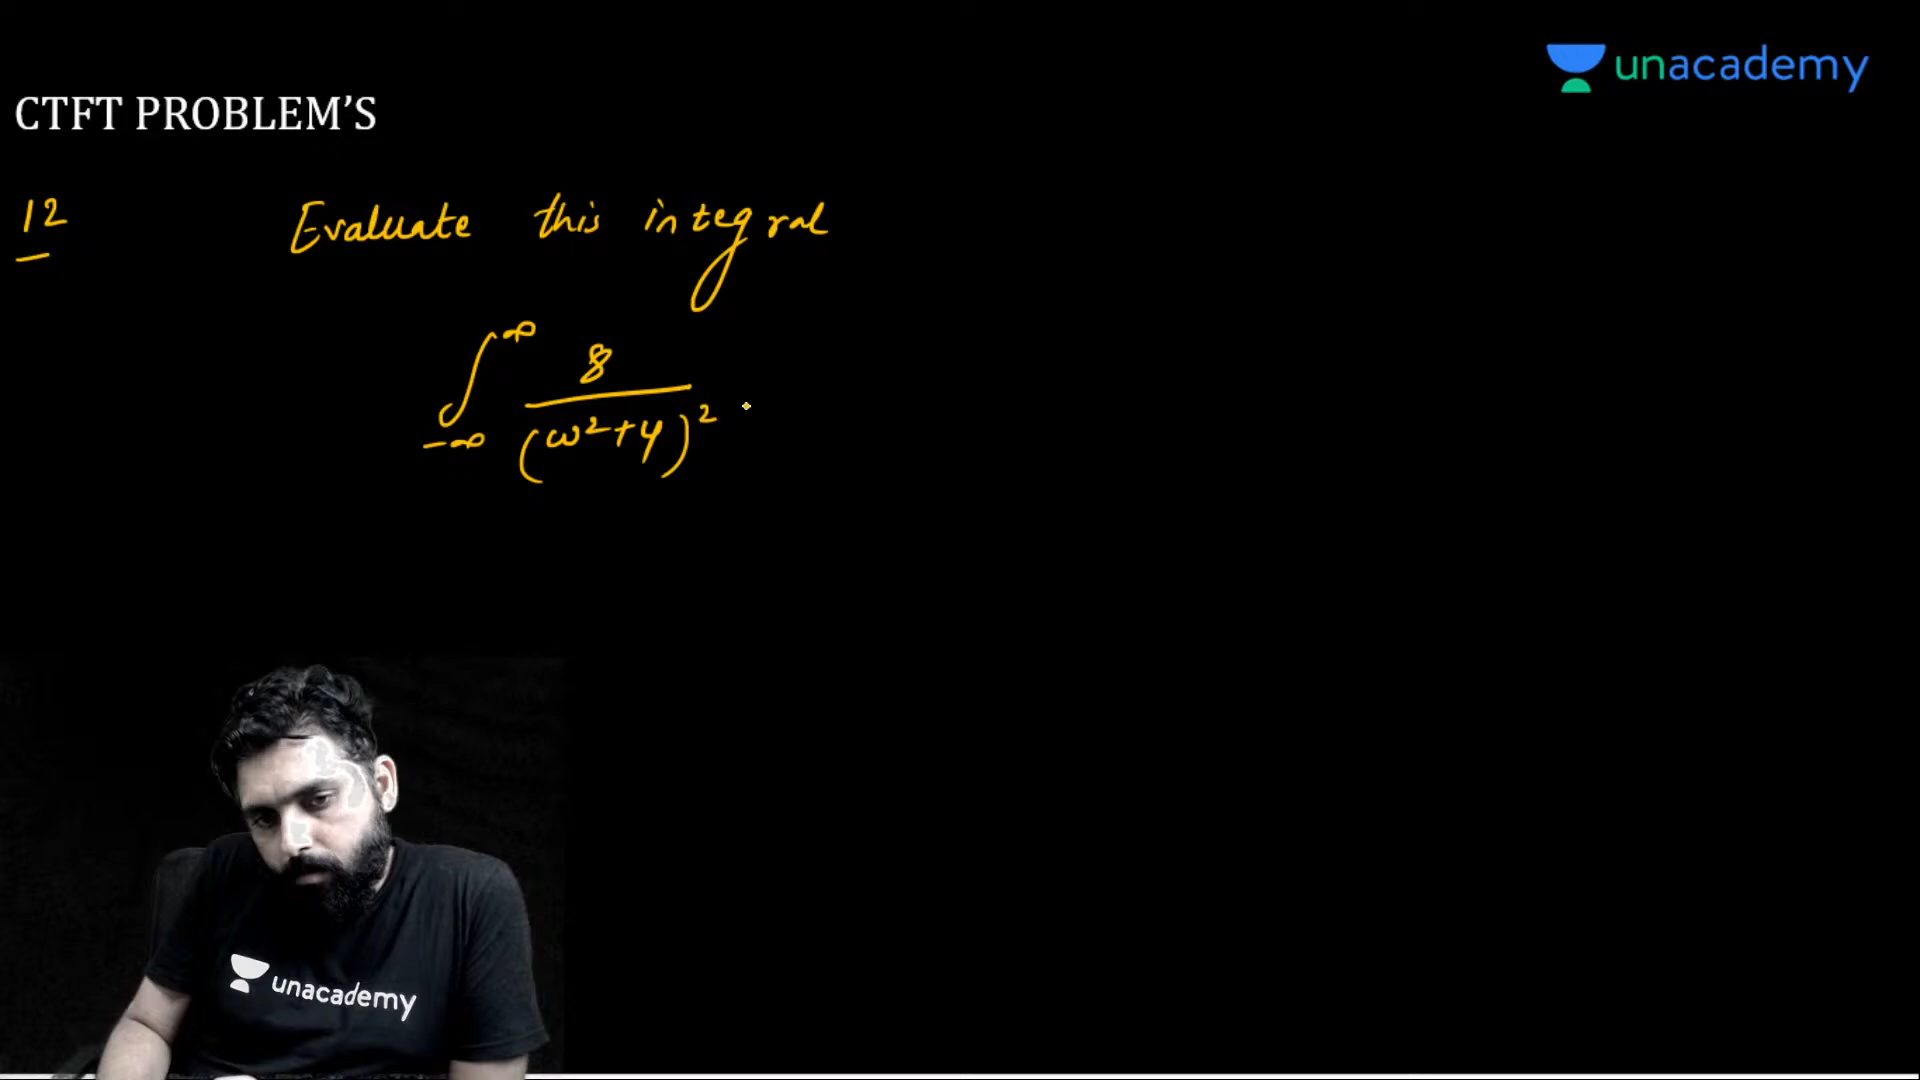 unacademy
CTFT PROBLEM'S
12 Evaluate this integral
∫_{-∞}^{∞} 8/(ω²+4)²
unacademy